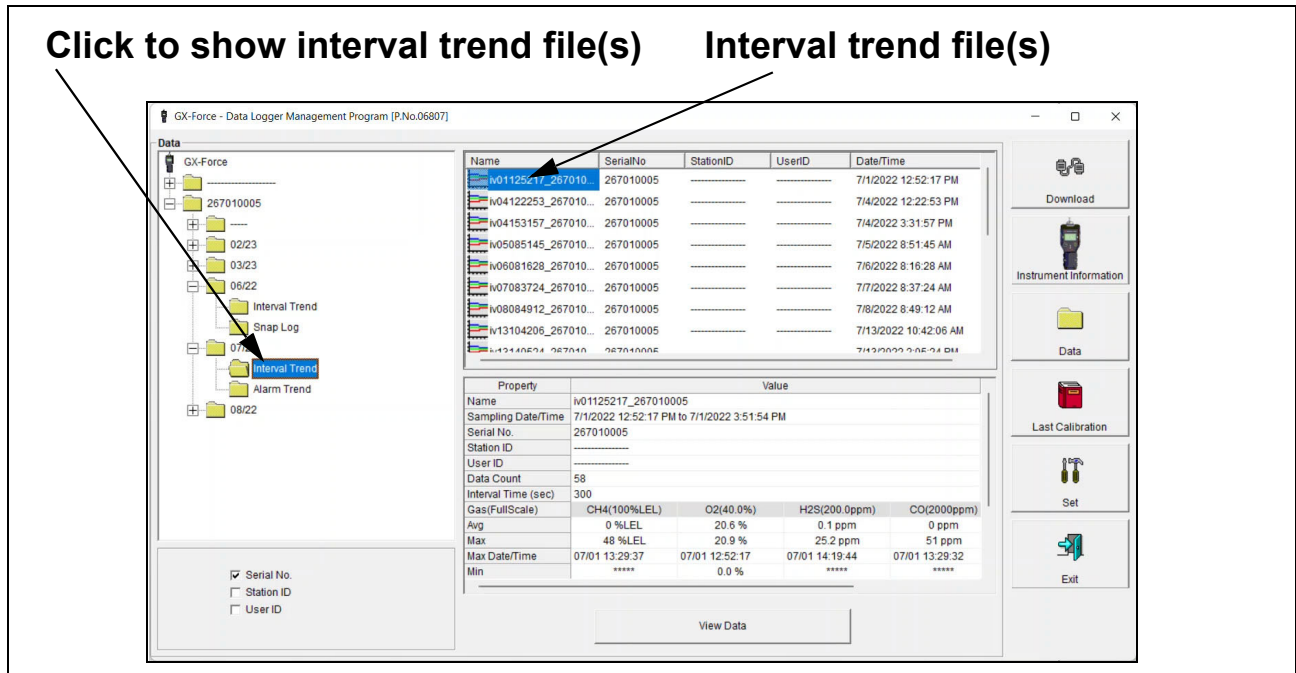 Click to show interval trend file(s) Interval trend file(s)
GX-Force - Data Logger Management Program [P.No.06807]
Data
GX-Force
--------------------
267010005
-----
02/23
03/23
06/22
Interval Trend
Snap Log
Interval Trend
Alarm Trend
08/22
Serial No.
Station ID
User ID
Name SerialNo StationID UserID Date/Time
iv01125217_267010... 267010005 ---------------- ---------------- 7/1/2022 12:52:17 PM
iv04122253_267010... 267010005 ---------------- ---------------- 7/4/2022 12:22:53 PM
iv04153157_267010... 267010005 ---------------- ---------------- 7/4/2022 3:31:57 PM
iv05085145_267010... 267010005 ---------------- ---------------- 7/5/2022 8:51:45 AM
iv06081628_267010... 267010005 ---------------- ---------------- 7/6/2022 8:16:28 AM
iv07083724_267010... 267010005 ---------------- ---------------- 7/7/2022 8:37:24 AM
iv08084912_267010... 267010005 ---------------- ---------------- 7/8/2022 8:49:12 AM
iv13104206_267010... 267010005 ---------------- ---------------- 7/13/2022 10:42:06 AM
iv13140524_267010... 267010005 7/13/2022 2:05:24 PM
Property Value
Name iv01125217_267010005
Sampling Date/Time 7/1/2022 12:52:17 PM to 7/1/2022 3:51:54 PM
Serial No. 267010005
Station ID ----------------
User ID ----------------
Data Count 58
Interval Time (sec) 300
Gas(FullScale) CH4(100%LEL) O2(40.0%) H2S(200.0ppm) CO(2000ppm)
Avg 0 %LEL 20.6 % 0.1 ppm 0 ppm
Max 48 %LEL 20.9 % 25.2 ppm 51 ppm
Max Date/Time 07/01 13:29:37 07/01 12:52:17 07/01 14:19:44 07/01 13:29:32
Min ***** 0.0 % ***** *****
View Data
Download
Instrument Information
Data
Last Calibration
Set
Exit